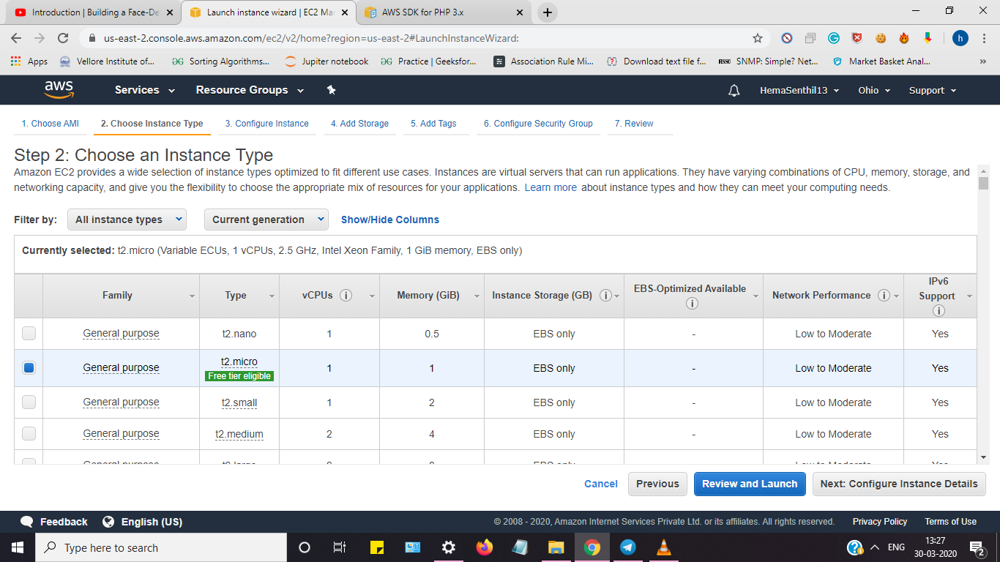 Introduction | Building a Face-De
Launch instance wizard | EC2 Man
AWS SDK for PHP 3.x
us-east-2.console.aws.amazon.com/ec2/v2/home?region=us-east-2#LaunchInstanceWizard:
h
Apps
Vellore Institute of...
Sorting Algorithms...
Jupiter notebook
Practice | Geeksfor...
Association Rule Mi...
Download text file f...
SNMP: Simple? Net...
Market Basket Anal...
»
aws
Services
Resource Groups
HemaSenthil13
Ohio
Support
1. Choose AMI
2. Choose Instance Type
3. Configure Instance
4. Add Storage
5. Add Tags
6. Configure Security Group
7. Review
Step 2: Choose an Instance Type
Amazon EC2 provides a wide selection of instance types optimized to fit different use cases. Instances are virtual servers that can run applications. They have varying combinations of CPU, memory, storage, and
networking capacity, and give you the flexibility to choose the appropriate mix of resources for your applications. Learn more about instance types and how they can meet your computing needs.
Filter by: All instance types Current generation Show/Hide Columns
Currently selected: t2.micro (Variable ECUs, 1 vCPUs, 2.5 GHz, Intel Xeon Family, 1 GiB memory, EBS only)
Family Type vCPUs Memory (GiB) Instance Storage (GB) EBS-Optimized Available Network Performance IPv6
Support
General purpose t2.nano 1 0.5 EBS only - Low to Moderate Yes
General purpose t2.micro 1 1 EBS only - Low to Moderate Yes
Free tier eligible
General purpose t2.small 1 2 EBS only - Low to Moderate Yes
General purpose t2.medium 2 4 EBS only - Low to Moderate Yes
Cancel Previous Review and Launch Next: Configure Instance Details
Feedback
English (US)
© 2008 - 2020, Amazon Internet Services Private Ltd. or its affiliates. All rights reserved.
Privacy Policy
Terms of Use
Type here to search
ENG
13:27
30-03-2020
2